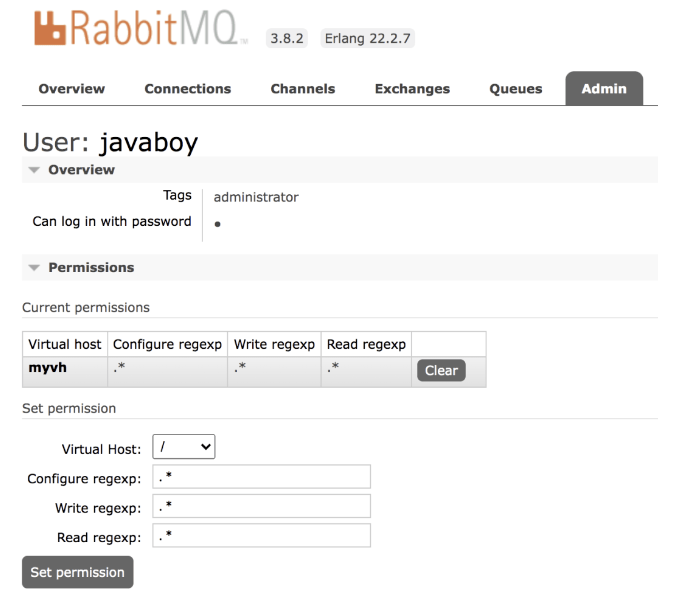 RabbitMQ™ 3.8.2 Erlang 22.2.7
Overview Connections Channels Exchanges Queues Admin
User: javaboy
Overview
Tags administrator
Can log in with password •
Permissions
Current permissions
Virtual host Configure regexp Write regexp Read regexp
myvh .* .* .* Clear
Set permission
Virtual Host: /
Configure regexp: .*
Write regexp: .*
Read regexp: .*
Set permission